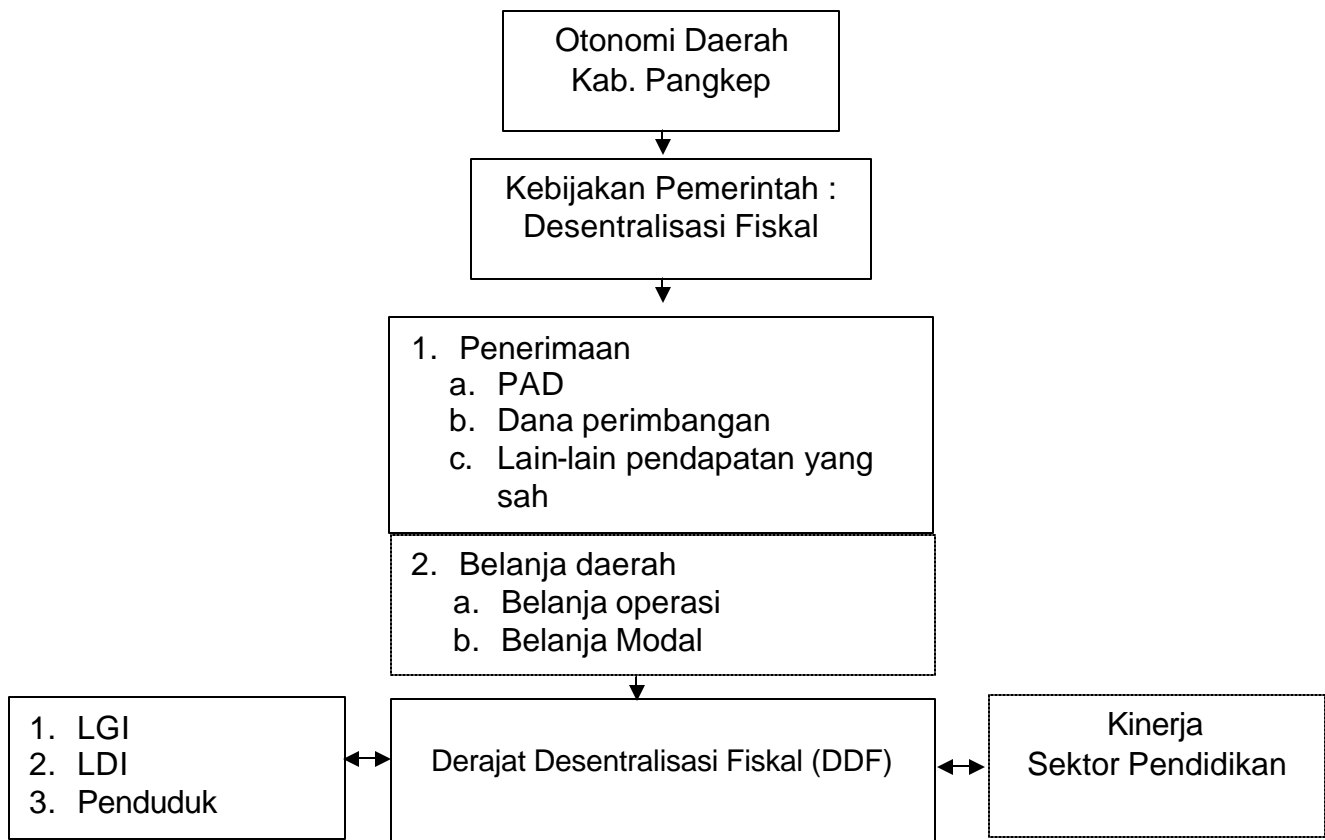 Otonomi Daerah
Kab. Pangkep
Kebijakan Pemerintah :
Desentralisasi Fiskal
1. Penerimaan
a. PAD
b. Dana perimbangan
c. Lain-lain pendapatan yang
sah
2. Belanja daerah
a. Belanja operasi
b. Belanja Modal
1. LGI
2. LDI
3. Penduduk
Derajat Desentralisasi Fiskal (DDF)
Kinerja
Sektor Pendidikan